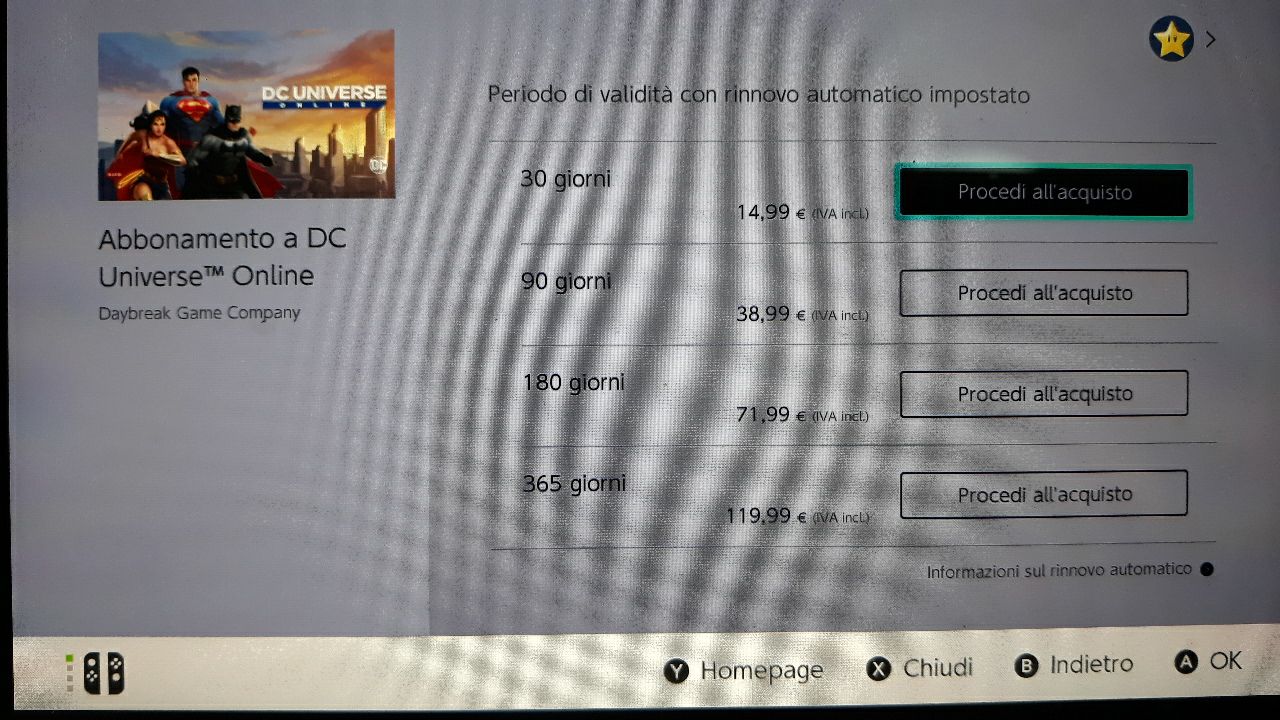 DC UNIVERSE
ONLINE
DC
Abbonamento a DC
Universe™ Online
Daybreak Game Company
Periodo di validità con rinnovo automatico impostato
30 giorni
14,99 € (IVA incl.)
Procedi all'acquisto
90 giorni
38,99 € (IVA incl.)
Procedi all'acquisto
180 giorni
71,99 € (IVA incl.)
Procedi all'acquisto
365 giorni
119,99 € (IVA incl.)
Procedi all'acquisto
Informazioni sul rinnovo automatico
Y Homepage X Chiudi B Indietro A OK